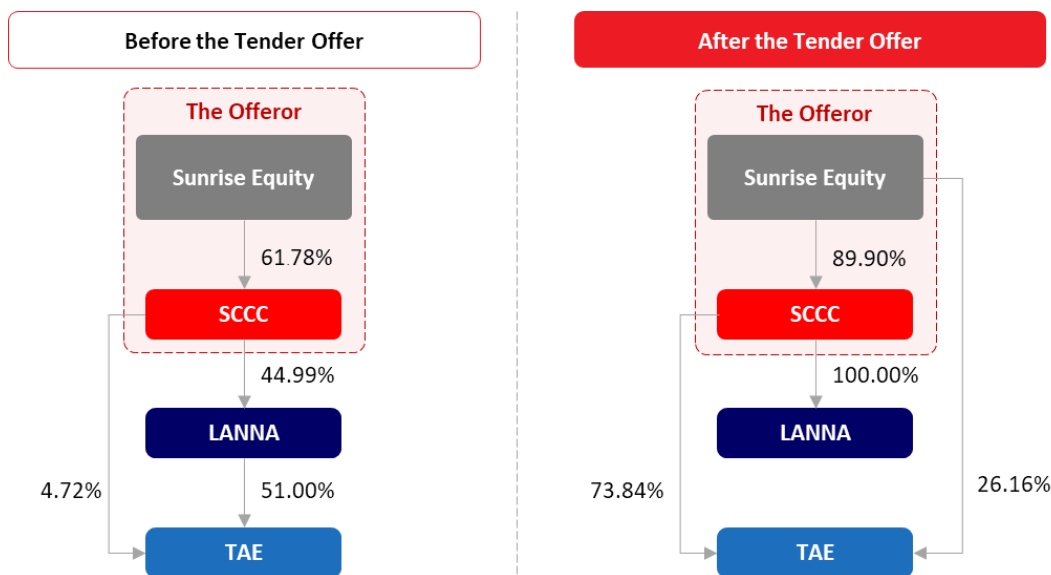 Before the Tender Offer
The Offeror
Sunrise Equity
61.78%
SCCC
44.99%
LANNA
4.72%
51.00%
TAE
After the Tender Offer
The Offeror
Sunrise Equity
89.90%
SCCC
100.00%
LANNA
73.84%
26.16%
TAE